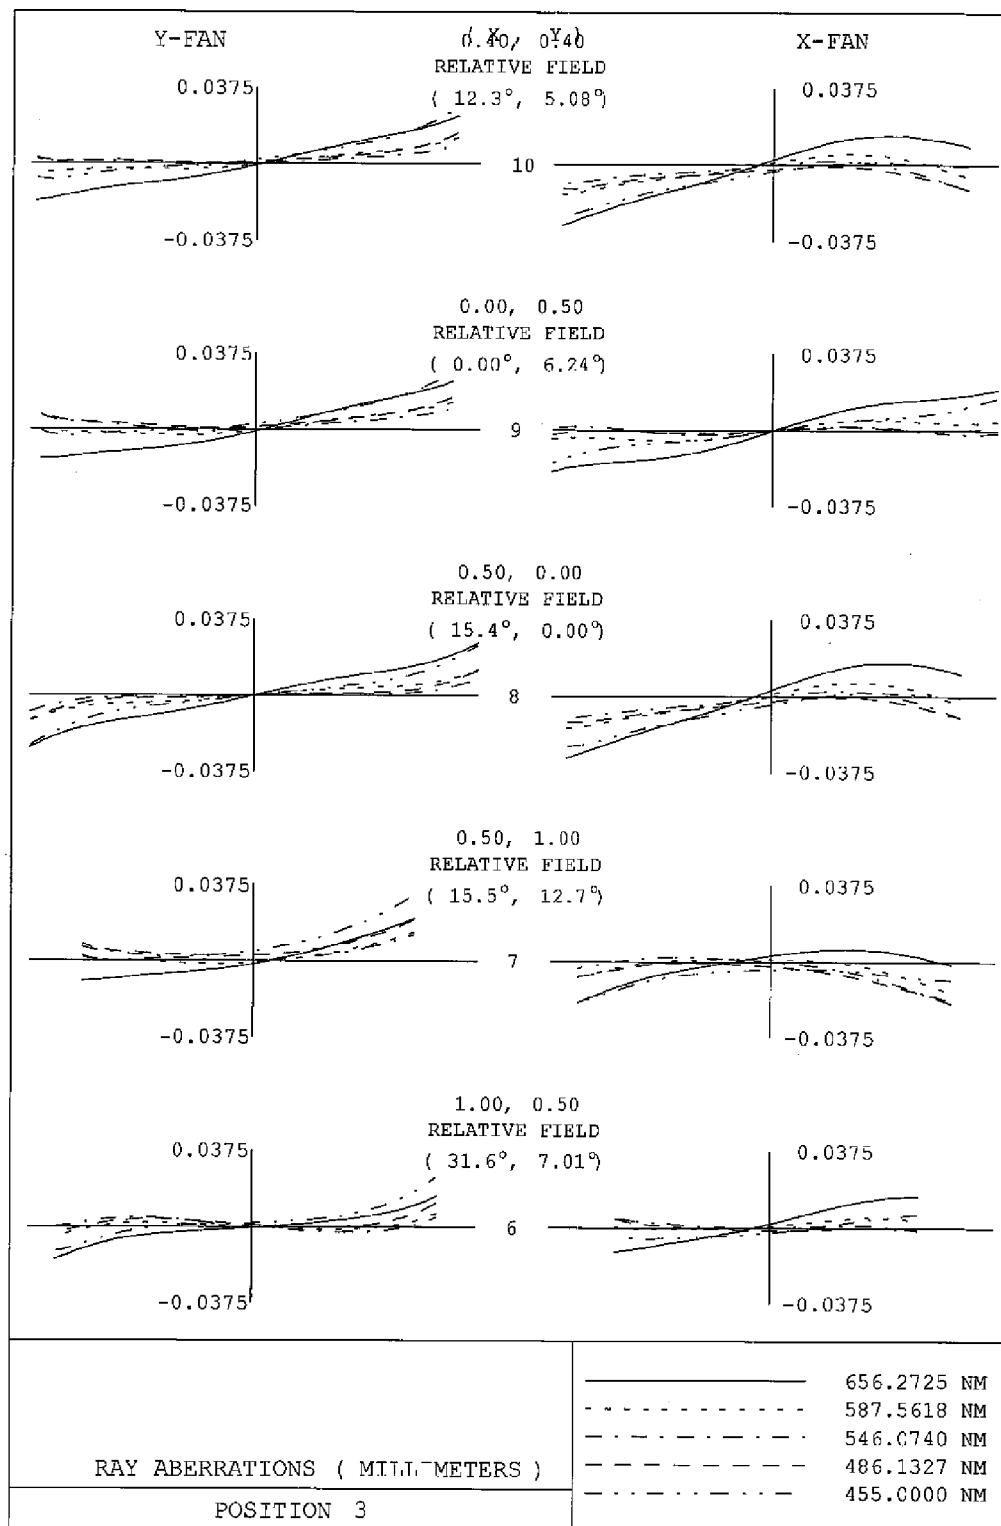 Y-FAN
( X, Y )
0.40, 0.40
X-FAN
RELATIVE FIELD
( 12.3°, 5.08°)
0.0375
0.0375
10
-0.0375
-0.0375
0.00, 0.50
RELATIVE FIELD
( 0.00°, 6.24°)
0.0375
0.0375
9
-0.0375
-0.0375
0.50, 0.00
RELATIVE FIELD
( 15.4°, 0.00°)
0.0375
0.0375
8
-0.0375
-0.0375
0.50, 1.00
RELATIVE FIELD
( 15.5°, 12.7°)
0.0375
0.0375
7
-0.0375
-0.0375
1.00, 0.50
RELATIVE FIELD
( 31.6°, 7.01°)
0.0375
0.0375
6
-0.0375
-0.0375
656.2725 NM
587.5618 NM
546.0740 NM
486.1327 NM
455.0000 NM
RAY ABERRATIONS ( MILLIMETERS )
POSITION 3